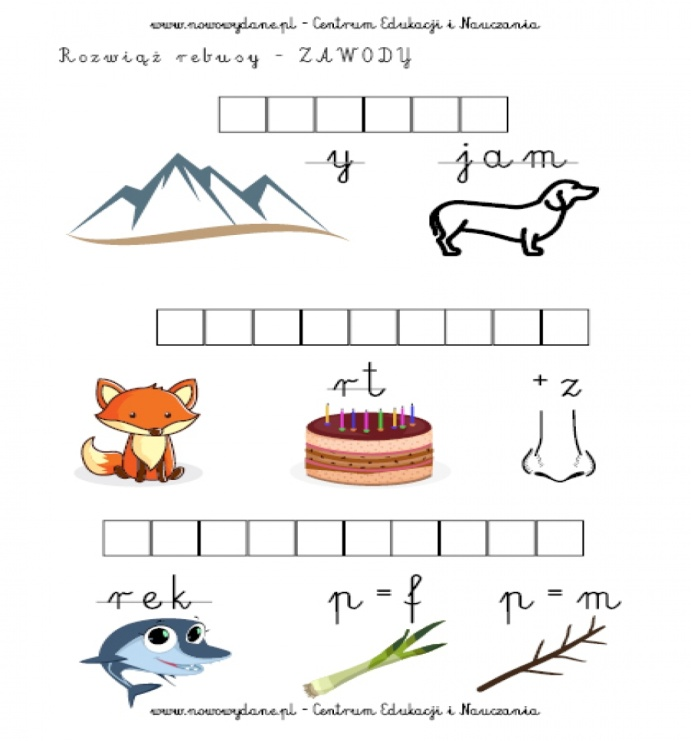 www.nowowydane.pl - Centrum Edukacji i Nauczania
Rozwiąż rebusy - ZAWODY
y jam
rt + z
rek p = f p = m
www.nowowydane.pl - Centrum Edukacji i Nauczania